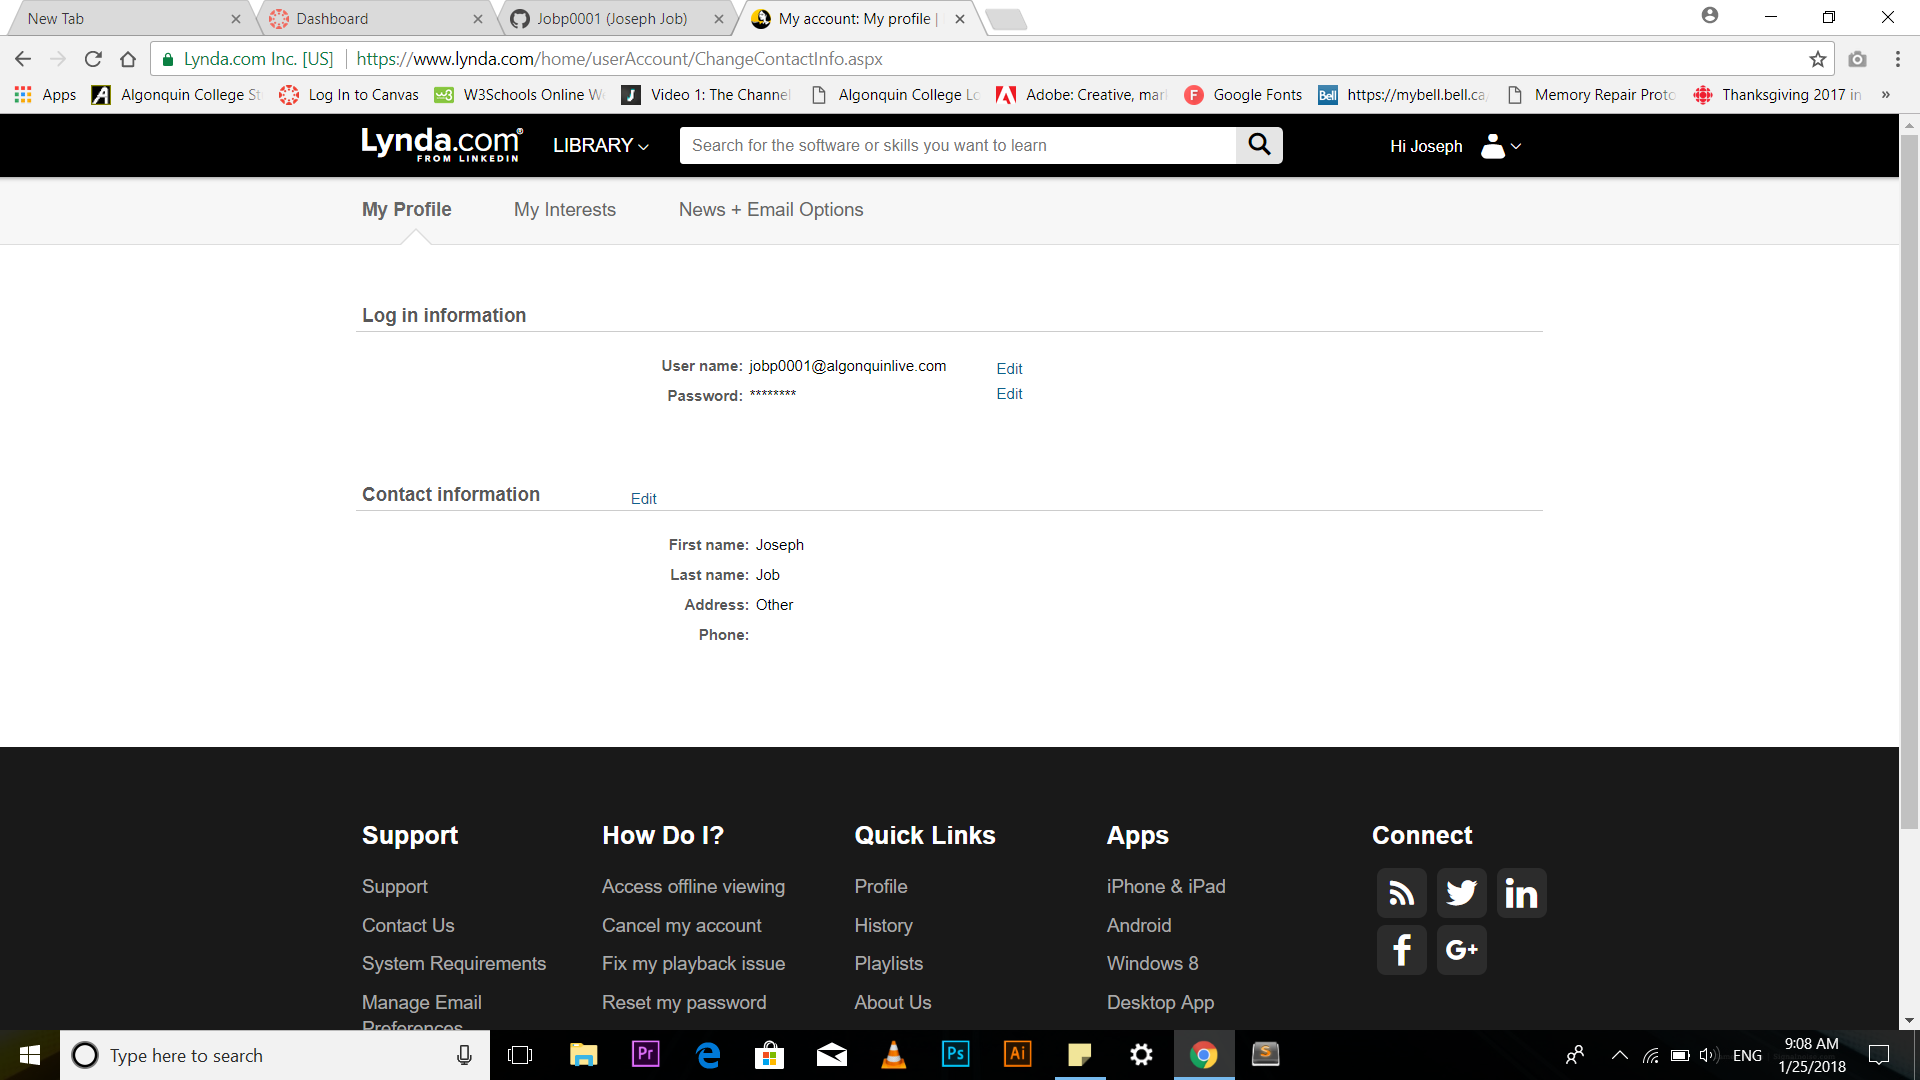 New Tab
Dashboard
Jobp0001 (Joseph Job)
My account: My profile |
Lynda.com Inc. [US]
https://www.lynda.com/home/userAccount/ChangeContactInfo.aspx
Apps
Algonquin College St
Log In to Canvas
W3Schools Online We
Video 1: The Channel
Algonquin College Lo
Adobe: Creative, mar
Google Fonts
https://mybell.bell.ca
Memory Repair Proto
Thanksgiving 2017 in
»
Lynda.com
FROM LINKEDIN
LIBRARY
Search for the software or skills you want to learn
Hi Joseph
My Profile
My Interests
News + Email Options
Log in information
User name: jobp0001@algonquinlive.com Edit
Password: ******** Edit
Contact information Edit
First name: Joseph
Last name: Job
Address: Other
Phone:
Support
Support
Contact Us
System Requirements
Manage Email
Preferences
How Do I?
Access offline viewing
Cancel my account
Fix my playback issue
Reset my password
Quick Links
Profile
History
Playlists
About Us
Apps
iPhone & iPad
Android
Windows 8
Desktop App
Connect
Type here to search
ENG
9:08 AM
1/25/2018